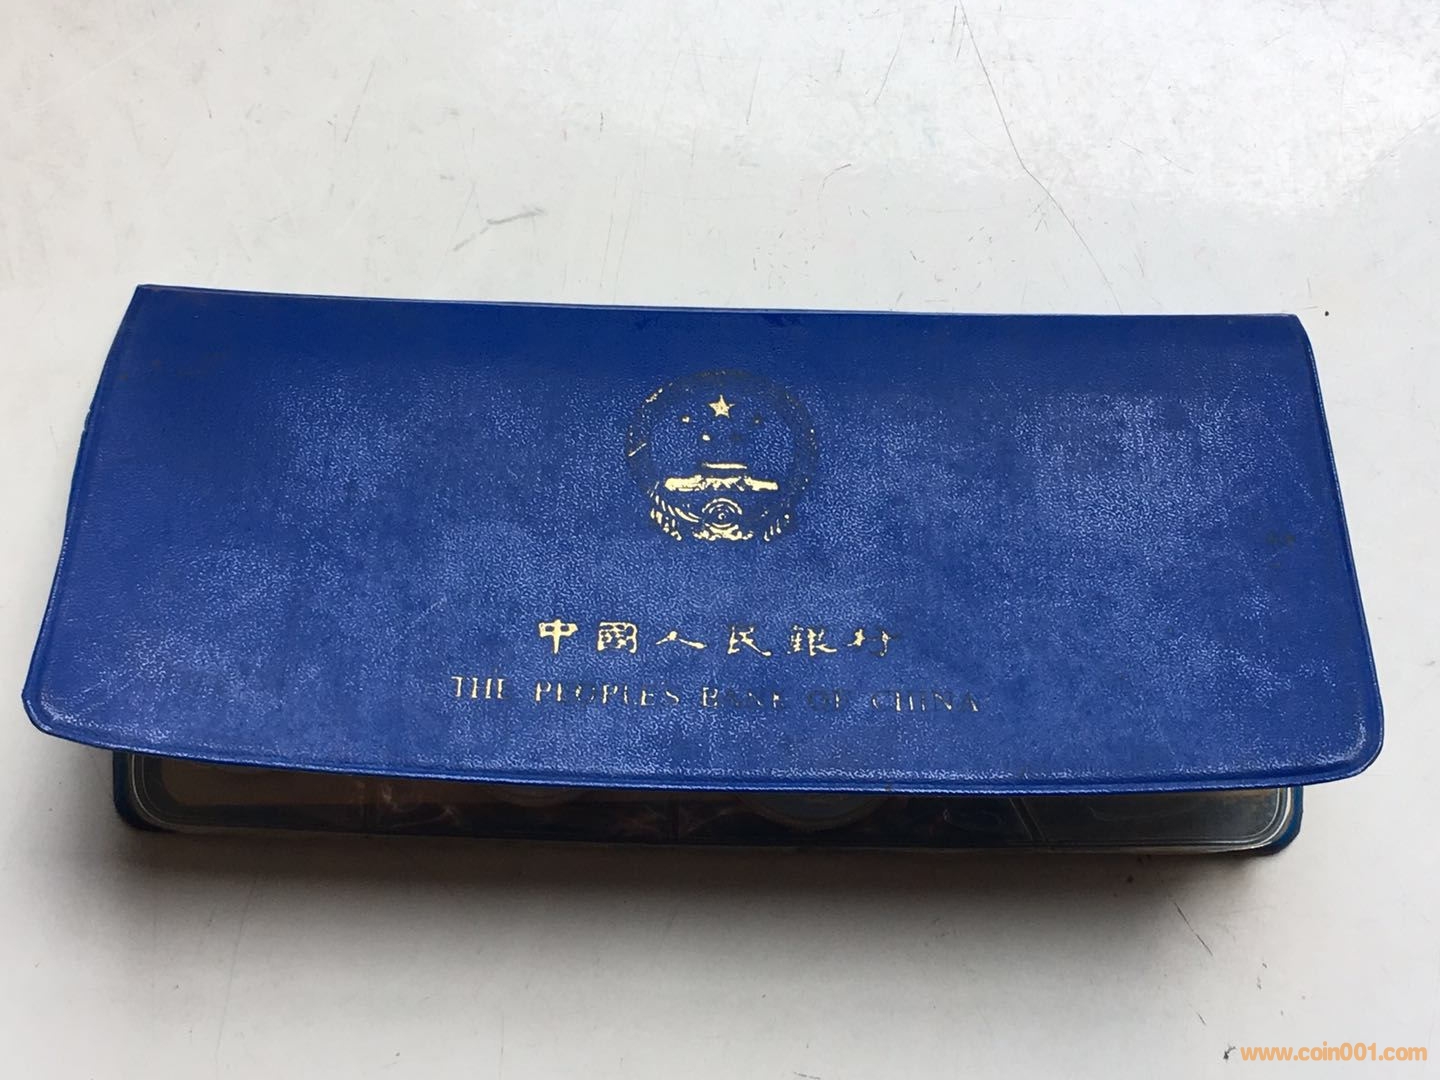 中國人民銀行
THE PEOPLE'S BANK OF CHINA
www.coin001.com